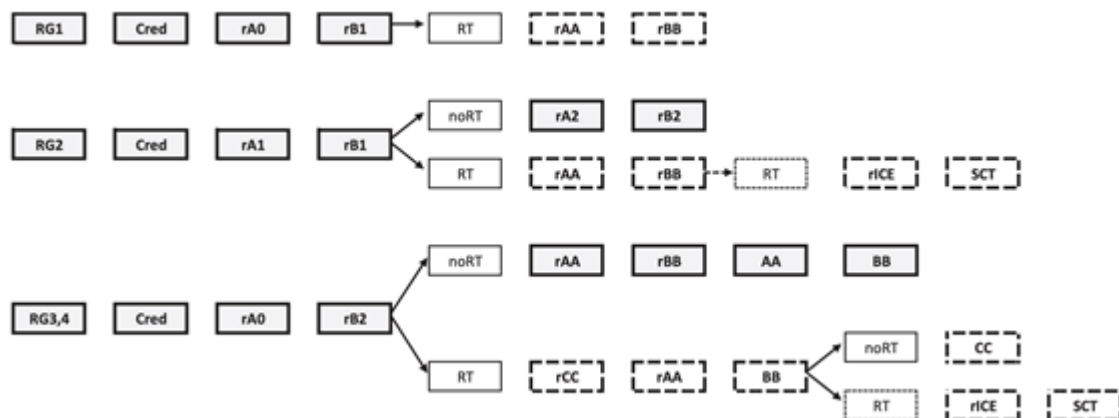 RG1 Cred rA0 rB1 RT rAA rBB
noRT rA2 rB2
RG2 Cred rA1 rB1
RT rAA rBB RT rICE SCT
noRT rAA rBB AA BB
RG3,4 Cred rA0 rB2
noRT CC
RT rCC rAA BB
RT rICE SCT